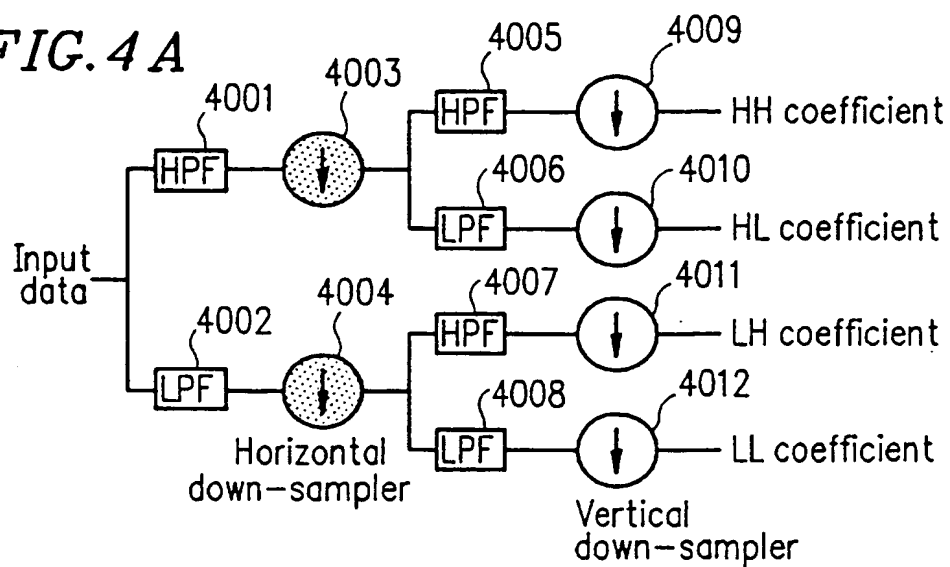 FIG. 4 A
4001
4003
4005
4009
HPF
HPF
HH coefficient
4006
4010
LPF
HL coefficient
Input
data
4002
4004
4007
4011
HPF
LH coefficient
LPF
4008
4012
LPF
LL coefficient
Horizontal
down-sampler
Vertical
down-sampler